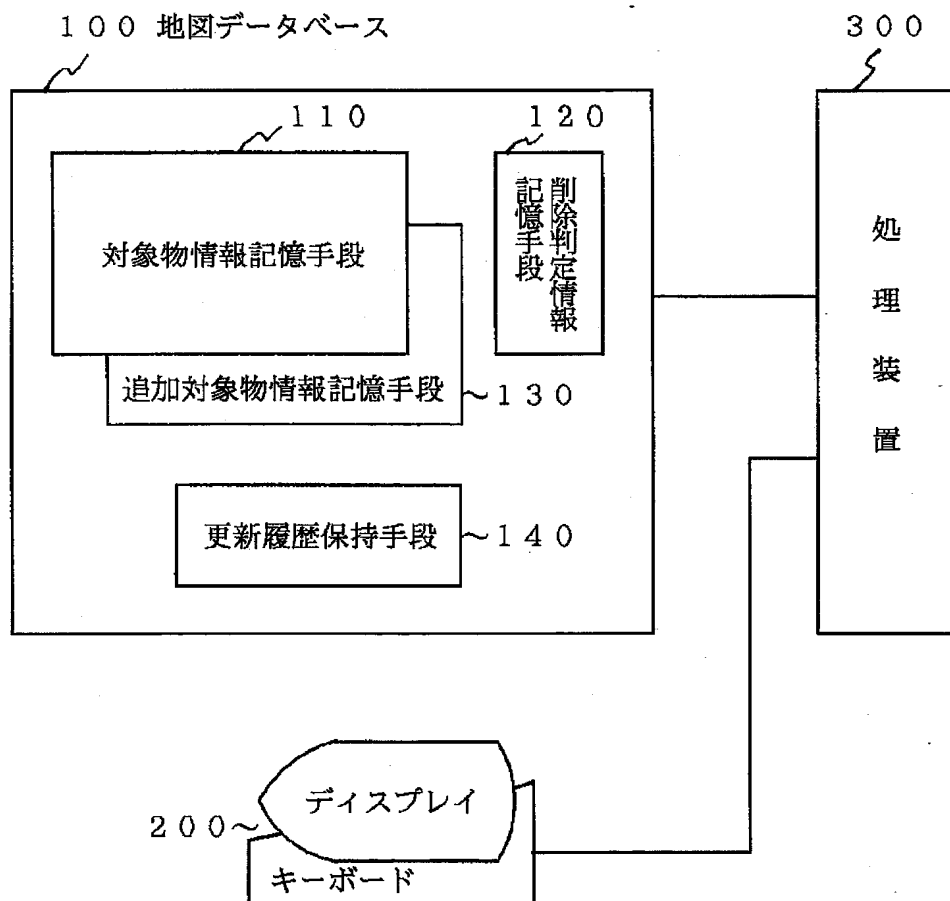 １００ 地図データベース
３００
１１０
１２０
対象物情報記憶手段
削除判定情報
記憶手段
処理装置
追加対象物情報記憶手段
～１３０
更新履歴保持手段
～１４０
ディスプレイ
２００～
キーボード